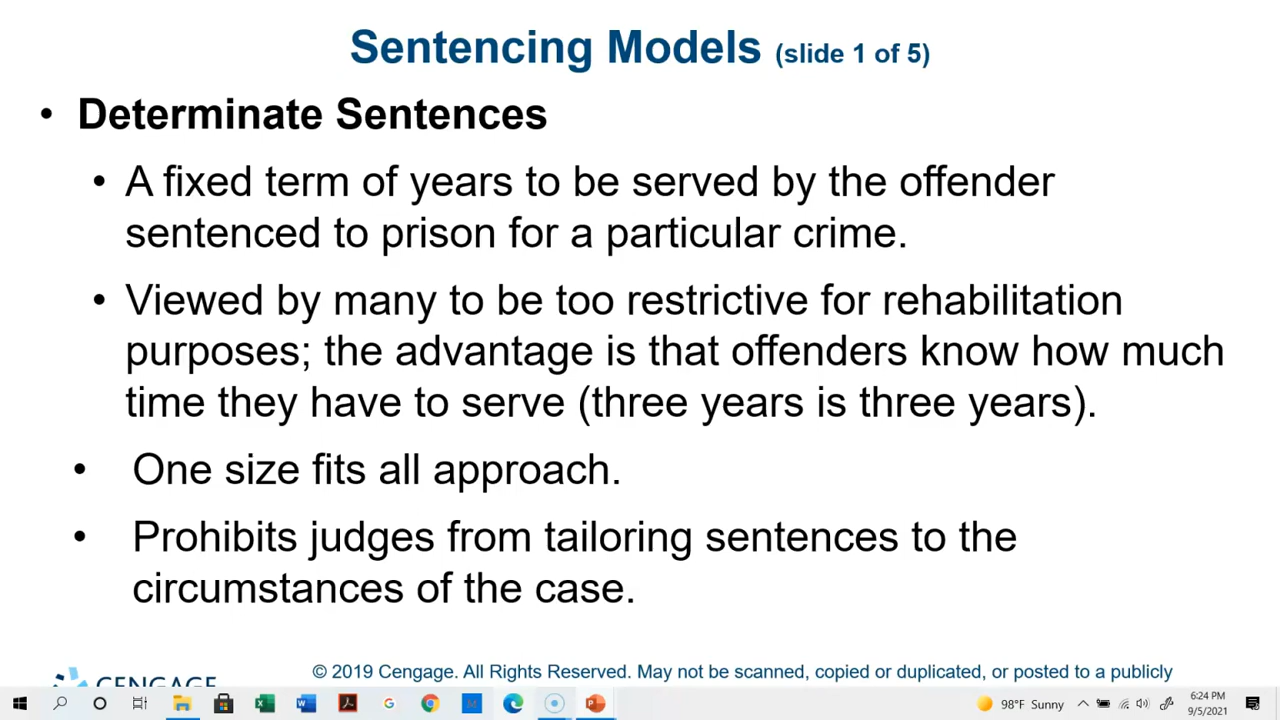 Sentencing Models (slide 1 of 5)
• Determinate Sentences
• A fixed term of years to be served by the offender
sentenced to prison for a particular crime.
• Viewed by many to be too restrictive for rehabilitation
purposes; the advantage is that offenders know how much
time they have to serve (three years is three years).
• One size fits all approach.
• Prohibits judges from tailoring sentences to the
circumstances of the case.
CENGAGE
© 2019 Cengage. All Rights Reserved. May not be scanned, copied or duplicated, or posted to a publicly
98°F Sunny
6:24 PM
9/5/2021